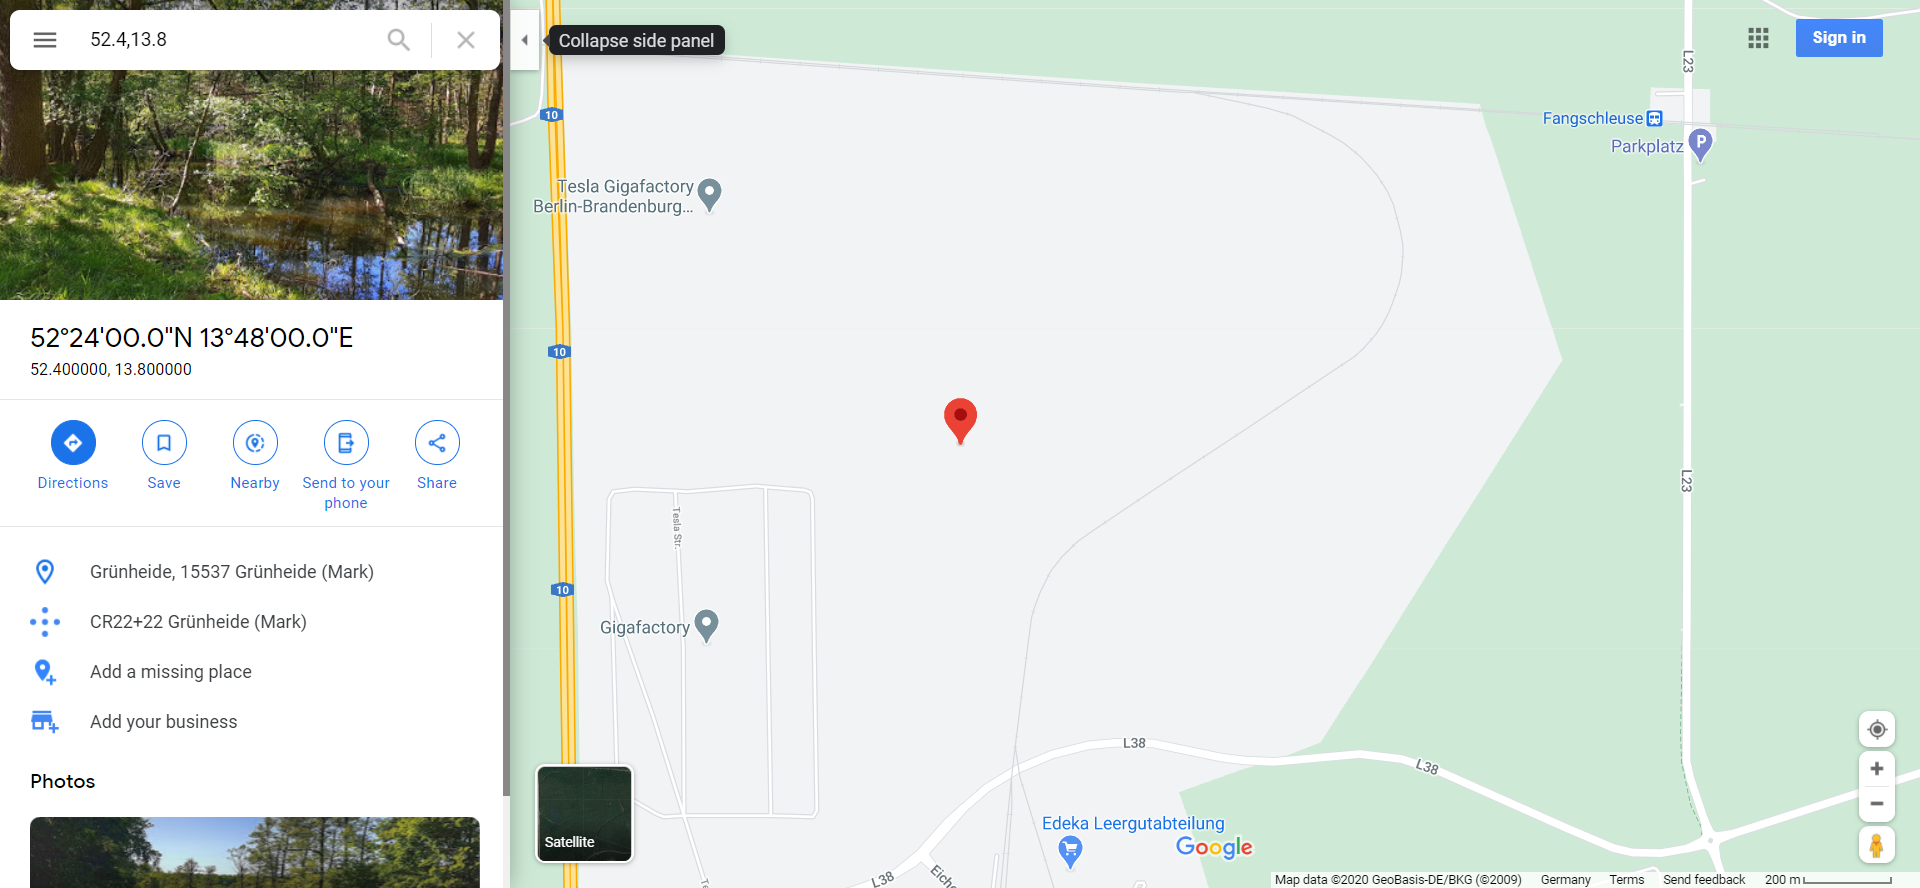 52.4,13.8
Collapse side panel
Sign in
52°24'00.0"N 13°48'00.0"E
52.400000, 13.800000
Directions
Save
Nearby
Send to your
phone
Share
Grünheide, 15537 Grünheide (Mark)
CR22+22 Grünheide (Mark)
Add a missing place
Add your business
Photos
10
L23
Fangschleuse
Parkplatz
P
Tesla Gigafactory
Berlin-Brandenburg...
10
L23
Tesla Str.
10
Gigafactory
L38
L38
Satellite
Edeka Leergutabteilung
Google
L38
Map data ©2020 GeoBasis-DE/BKG (©2009)
Germany
Terms
Send feedback
200 m